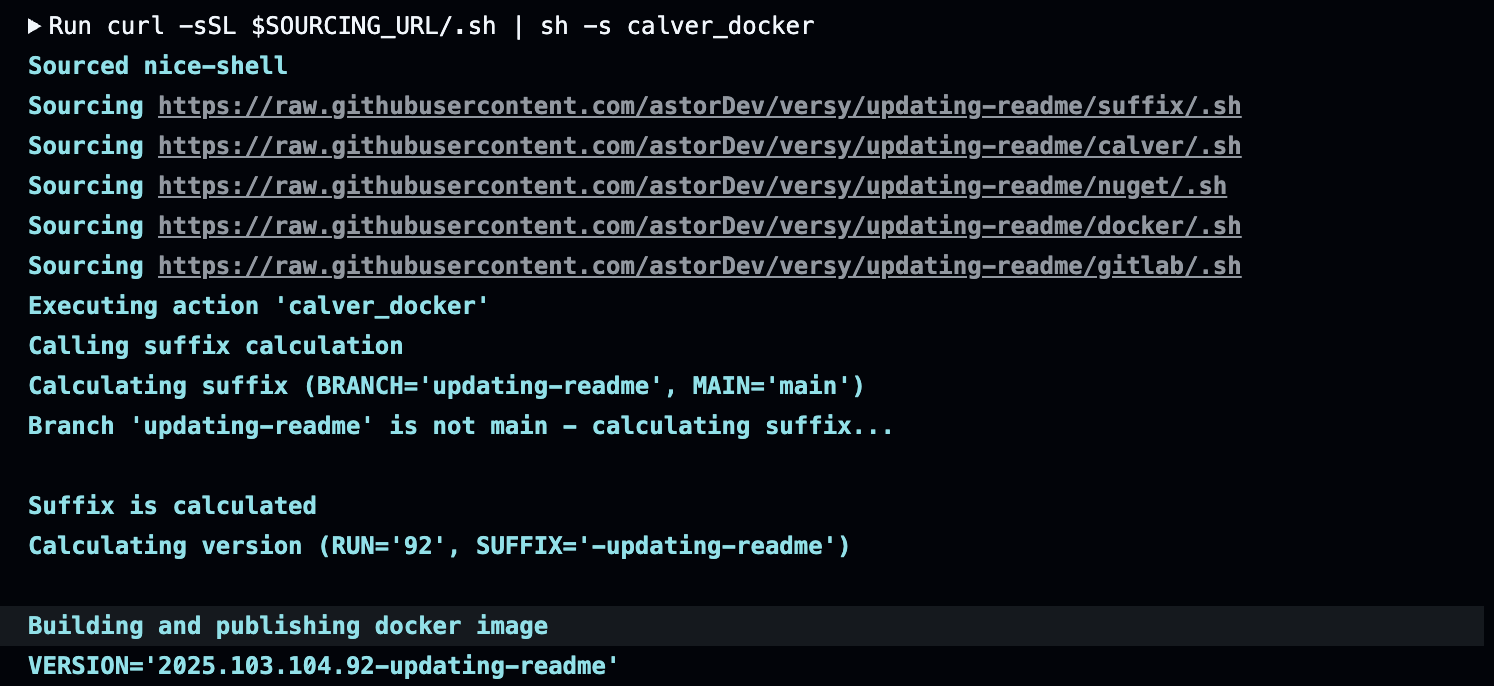 ▶ Run curl -sSL $SOURCING_URL/.sh | sh -s calver_docker
Sourced nice-shell
Sourcing https://raw.githubusercontent.com/astorDev/versy/updating-readme/suffix/.sh
Sourcing https://raw.githubusercontent.com/astorDev/versy/updating-readme/calver/.sh
Sourcing https://raw.githubusercontent.com/astorDev/versy/updating-readme/nuget/.sh
Sourcing https://raw.githubusercontent.com/astorDev/versy/updating-readme/docker/.sh
Sourcing https://raw.githubusercontent.com/astorDev/versy/updating-readme/gitlab/.sh
Executing action 'calver_docker'
Calling suffix calculation
Calculating suffix (BRANCH='updating-readme', MAIN='main')
Branch 'updating-readme' is not main - calculating suffix...
Suffix is calculated
Calculating version (RUN='92', SUFFIX='-updating-readme')
Building and publishing docker image
VERSION='2025.103.104.92-updating-readme'